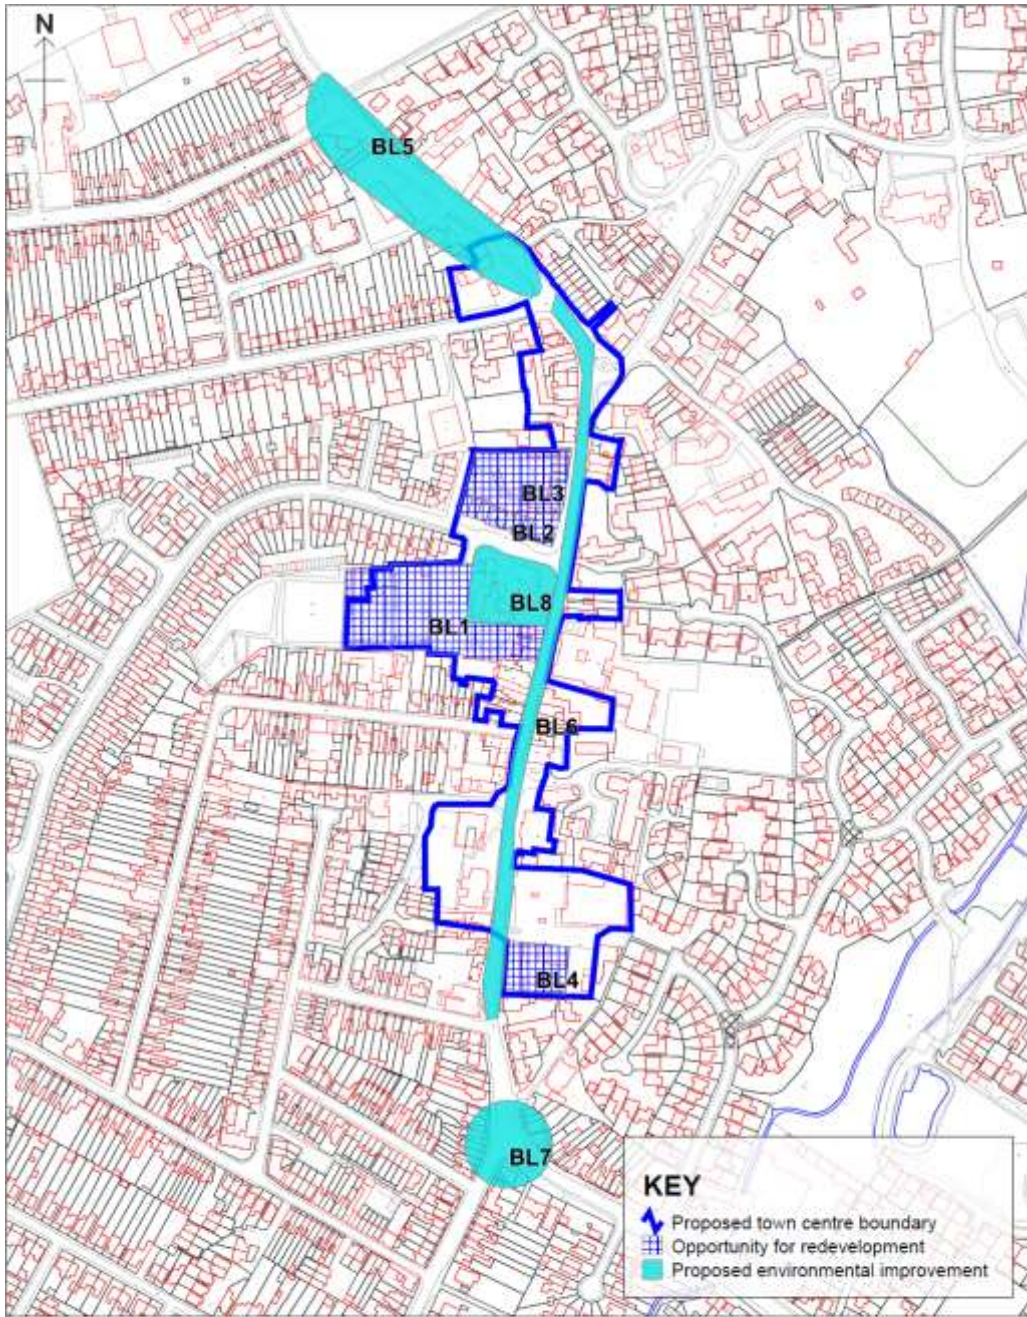 N
BL5
BL3
BL2
BL8
BL1
BL6
BL4
BL7
KEY
Proposed town centre boundary
Opportunity for redevelopment
Proposed environmental improvement